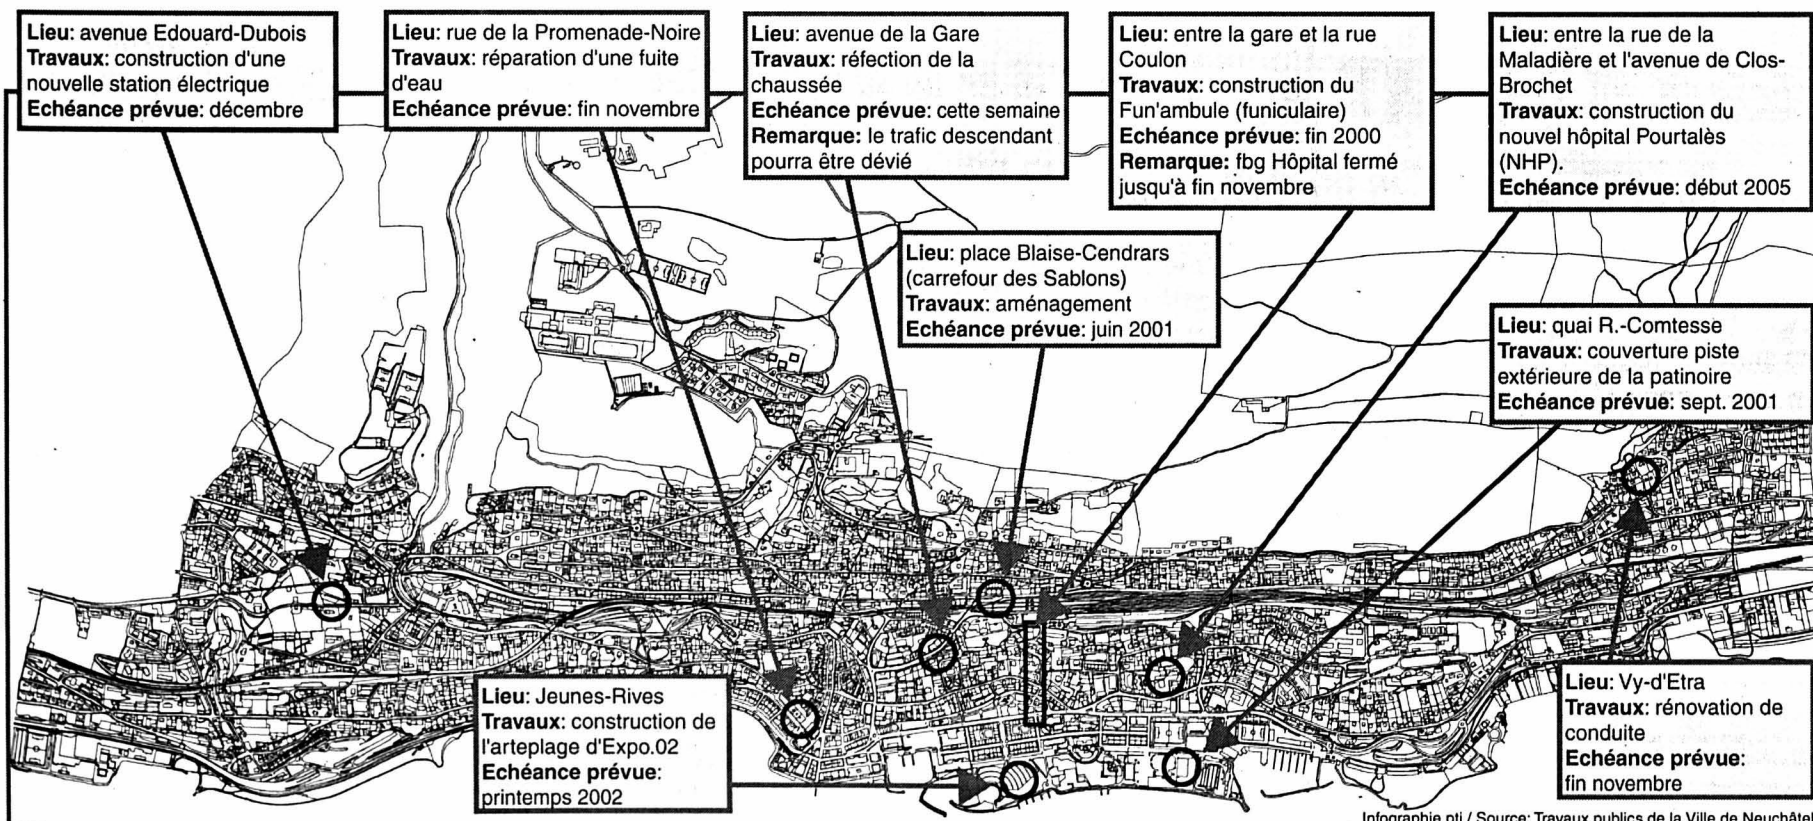 Lieu: avenue Edouard-Dubois
Travaux: construction d'une
nouvelle station électrique
Echéance prévue: décembre
Lieu: rue de la Promenade-Noire
Travaux: réparation d'une fuite
d'eau
Echéance prévue: fin novembre
Lieu: avenue de la Gare
Travaux: réfection de la
chaussée
Echéance prévue: cette semaine
Remarque: le trafic descendant
pourra être dévié
Lieu: entre la gare et la rue
Coulon
Travaux: construction du
Fun'ambule (funiculaire)
Echéance prévue: fin 2000
Remarque: fbg Hôpital fermé
jusqu'à fin novembre
Lieu: entre la rue de la
Maladière et l'avenue de Clos-
Brochet
Travaux: construction du
nouvel hôpital Pourtalès
(NHP).
Echéance prévue: début 2005
Lieu: place Blaise-Cendrars
(carrefour des Sablons)
Travaux: aménagement
Echéance prévue: juin 2001
Lieu: quai R.-Comtesse
Travaux: couverture piste
extérieure de la patinoire
Echéance prévue: sept. 2001
Lieu: Jeunes-Rives
Travaux: construction de
l'arteplage d'Expo.02
Echéance prévue:
printemps 2002
Lieu: Vy-d'Etra
Travaux: rénovation de
conduite
Echéance prévue:
fin novembre
Infographie pti / Source: Travaux publics de la Ville de Neuchâtel